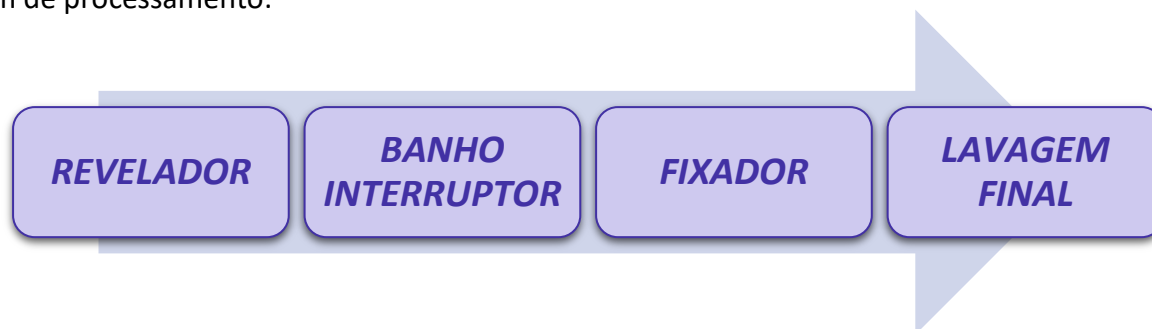 de processamento.
REVELADOR
BANHO
INTERRUPTOR
FIXADOR
LAVAGEM
FINAL